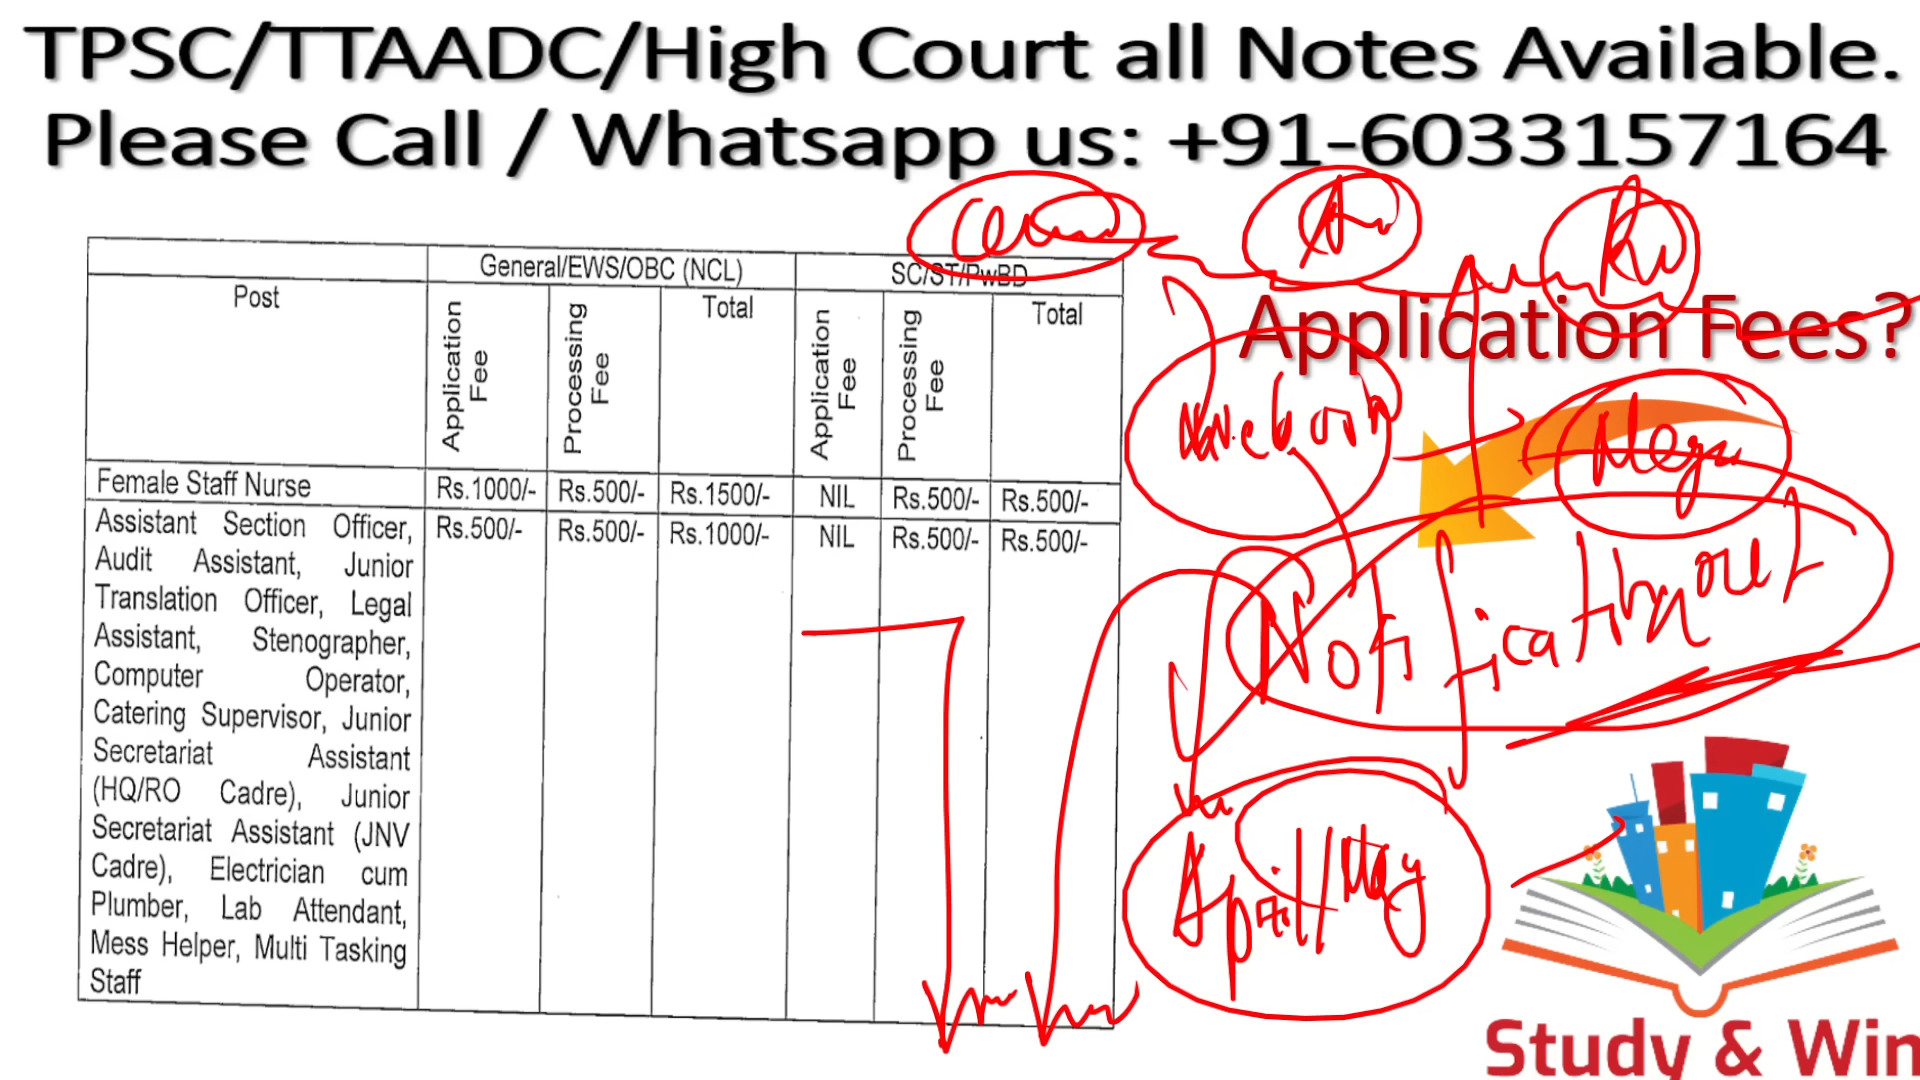 TPSC/TTAADC/High Court all Notes Available.
Please Call / Whatsapp us: +91-6033157164
General/EWS/OBC (NCL) SC/ST/PwBD
Post Application Fee Processing Fee Total Application Fee Processing Fee Total
Application Fees?
Female Staff Nurse Rs.1000/- Rs.500/- Rs.1500/- NIL Rs.500/- Rs.500/-
Assistant Section Officer, Rs.500/- Rs.500/- Rs.1000/- NIL Rs.500/- Rs.500/-
Audit Assistant, Junior
Translation Officer, Legal
Assistant, Stenographer,
Computer Operator,
Catering Supervisor, Junior
Secretariat Assistant
(HQ/RO Cadre), Junior
Secretariat Assistant (JNV
Cadre), Electrician cum
Plumber, Lab Attendant,
Mess Helper, Multi Tasking
Staff
Notification out
April/May
Study & Win